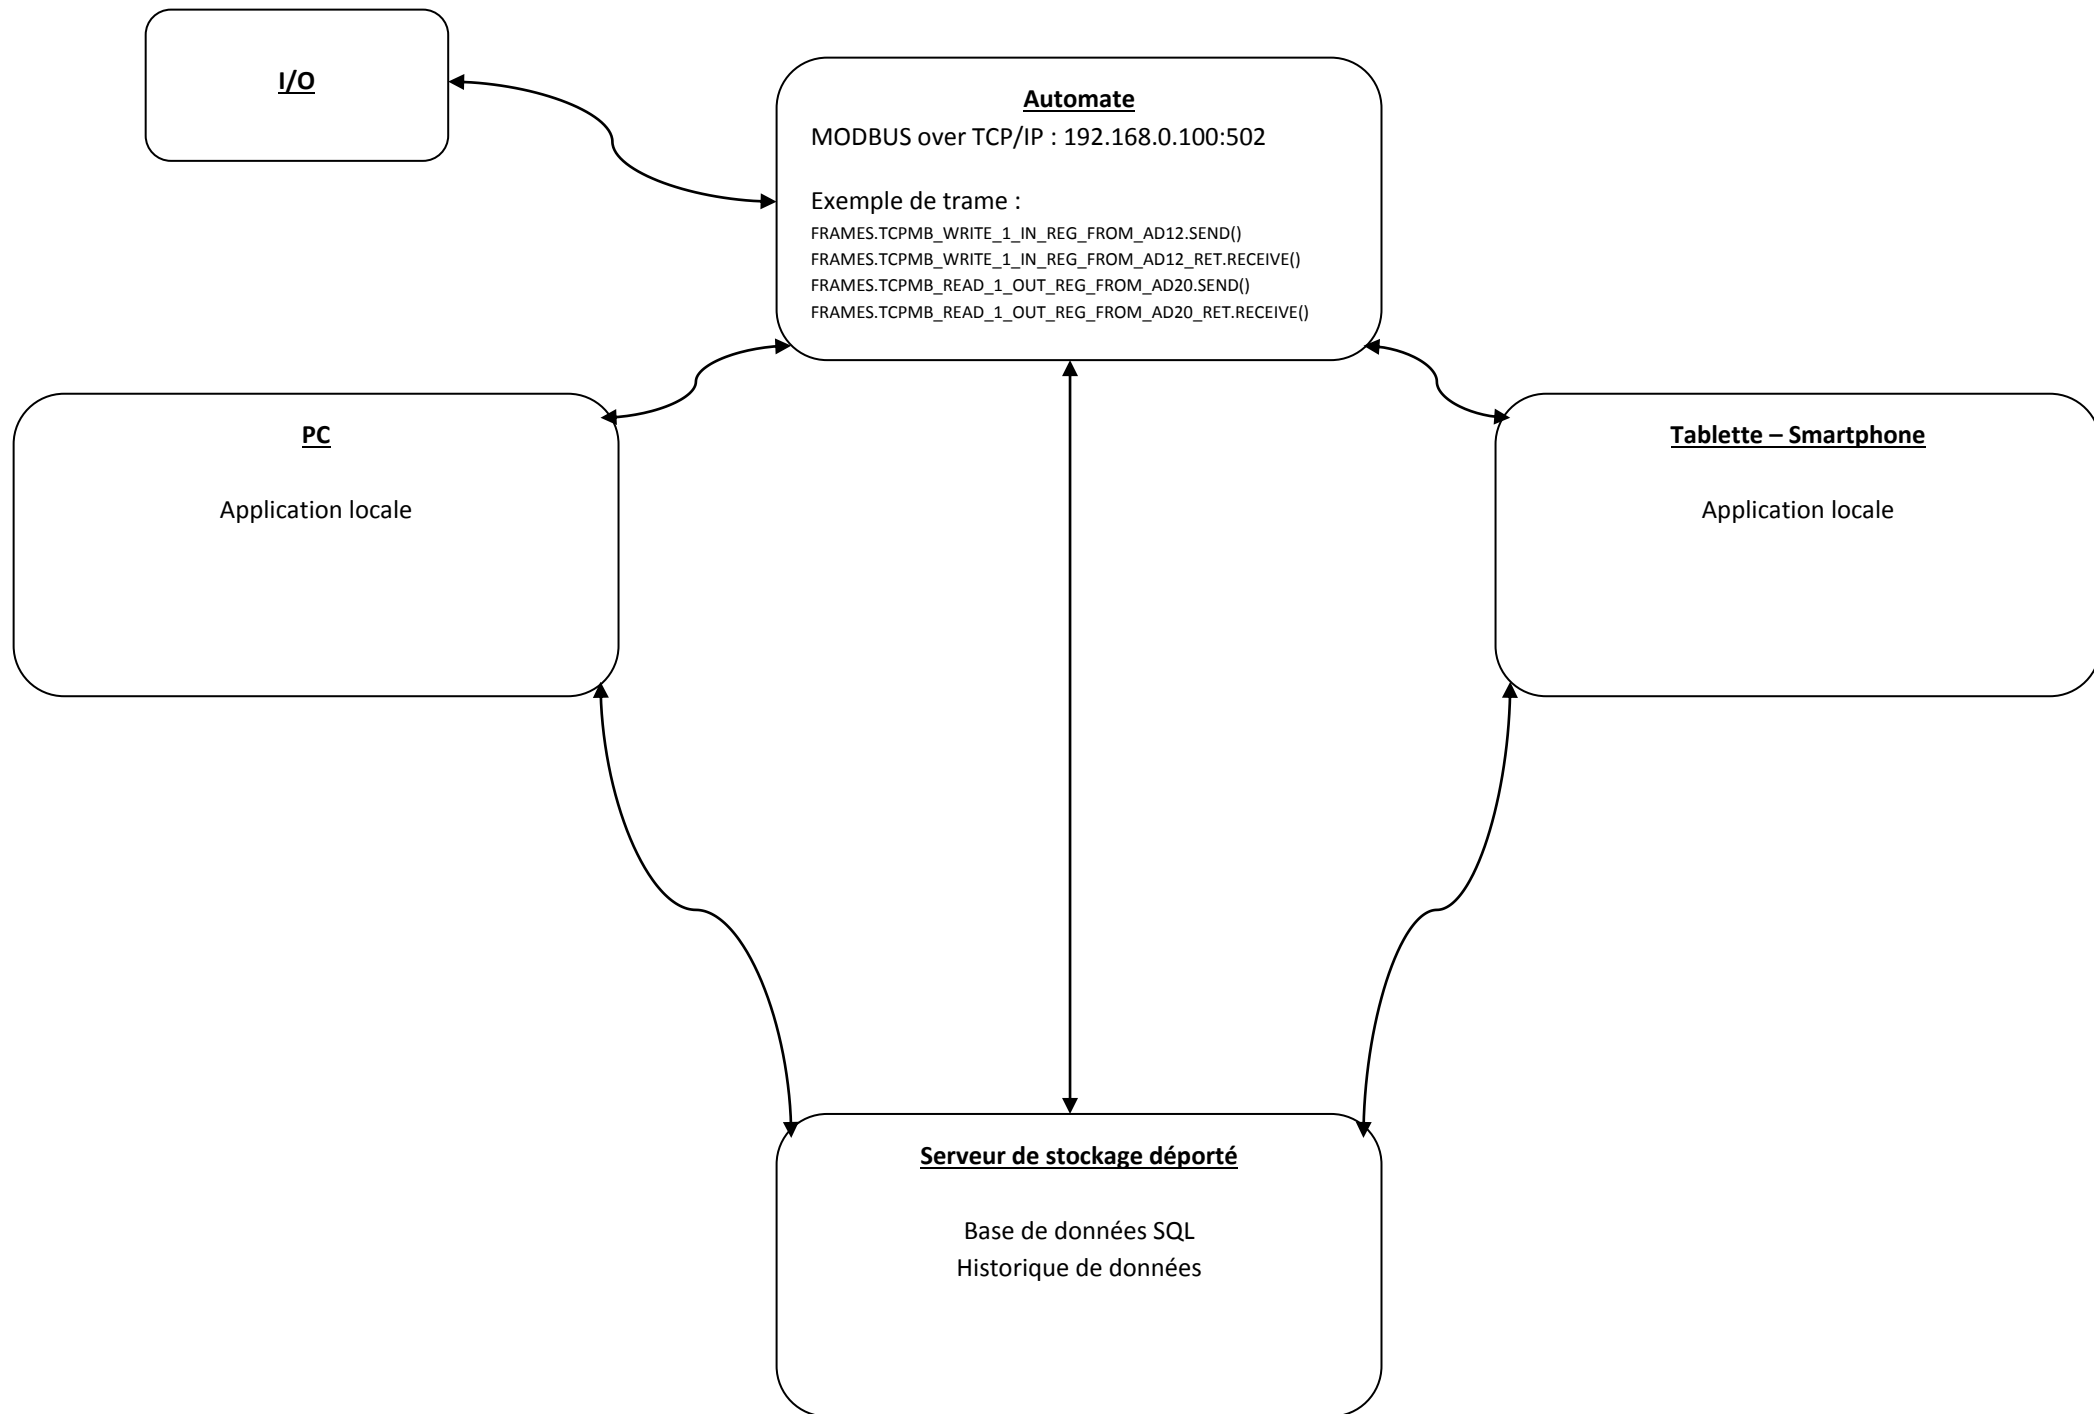 I/O
Automate
MODBUS over TCP/IP : 192.168.0.100:502
Exemple de trame :
FRAMES.TCPMB_WRITE_1_IN_REG_FROM_AD12.SEND()
FRAMES.TCPMB_WRITE_1_IN_REG_FROM_AD12_RET.RECEIVE()
FRAMES.TCPMB_READ_1_OUT_REG_FROM_AD20.SEND()
FRAMES.TCPMB_READ_1_OUT_REG_FROM_AD20_RET.RECEIVE()
PC
Application locale
Tablette – Smartphone
Application locale
Serveur de stockage déporté
Base de données SQL
Historique de données